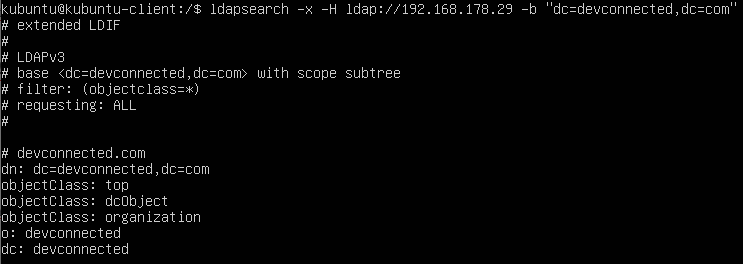 kubuntu@kubuntu-client:/$ ldapsearch -x -H ldap://192.168.178.29 -b "dc=devconnected,dc=com"
# extended LDIF
#
# LDAPv3
# base <dc=devconnected,dc=com> with scope subtree
# filter: (objectclass=*)
# requesting: ALL
#
# devconnected.com
dn: dc=devconnected,dc=com
objectClass: top
objectClass: dcObject
objectClass: organization
o: devconnected
dc: devconnected